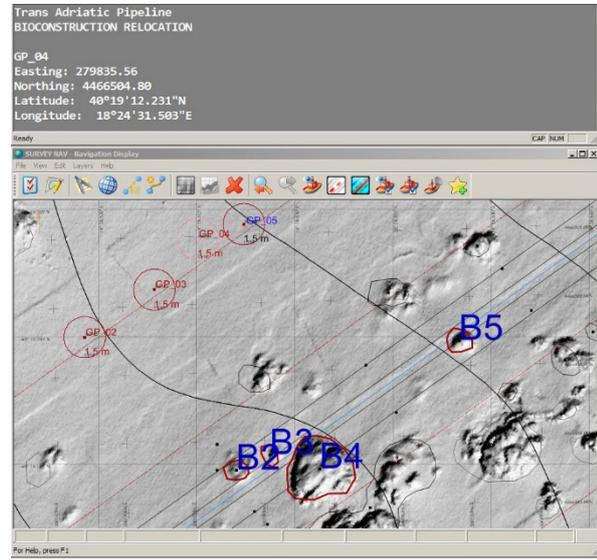 Trans Adriatic Pipeline
BIOCONSTRUCTION RELOCATION
GP_04
Easting: 279835.56
Northing: 4466504.80
Latitude: 40°19'12.231"N
Longitude: 18°24'31.503"E
Ready
CAP NUM
SURVEY NAV - Navigation Display
File View Edit Layers Help
GP_05
1.5 m
GP_04
1.5 m
GP_03
1.5 m
GP_02
1.5 m
B5
B3
B2
B4
For Help, press F1